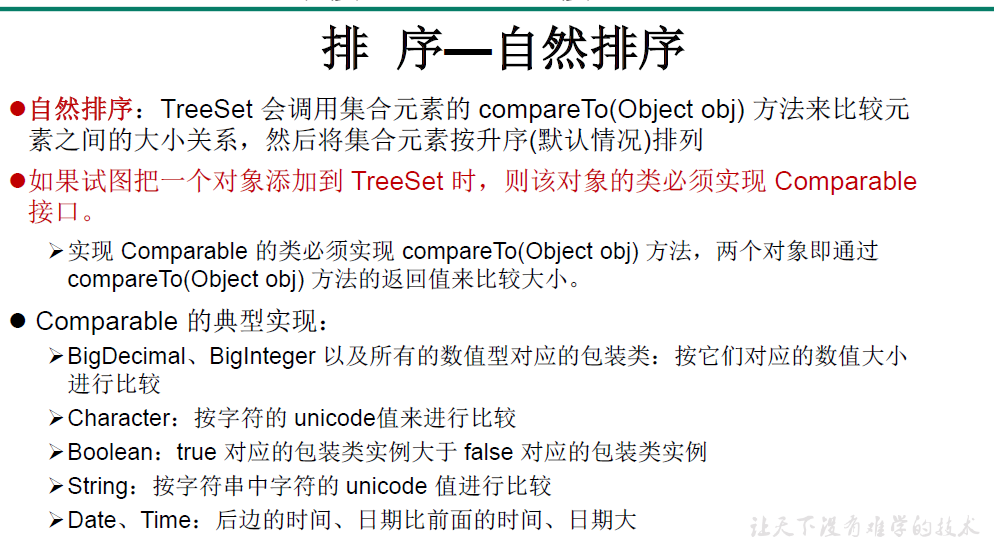 排 序—自然排序
●自然排序：TreeSet 会调用集合元素的 compareTo(Object obj) 方法来比较元
素之间的大小关系，然后将集合元素按升序(默认情况)排列
●如果试图把一个对象添加到 TreeSet 时，则该对象的类必须实现 Comparable
接口。
➢实现 Comparable 的类必须实现 compareTo(Object obj) 方法，两个对象即通过
compareTo(Object obj) 方法的返回值来比较大小。
● Comparable 的典型实现：
➢BigDecimal、BigInteger 以及所有的数值型对应的包装类：按它们对应的数值大小
进行比较
➢Character：按字符的 unicode值来进行比较
➢Boolean：true 对应的包装类实例大于 false 对应的包装类实例
➢String：按字符串中字符的 unicode 值进行比较
➢Date、Time：后边的时间、日期比前面的时间、日期大
让天下没有难学的技术